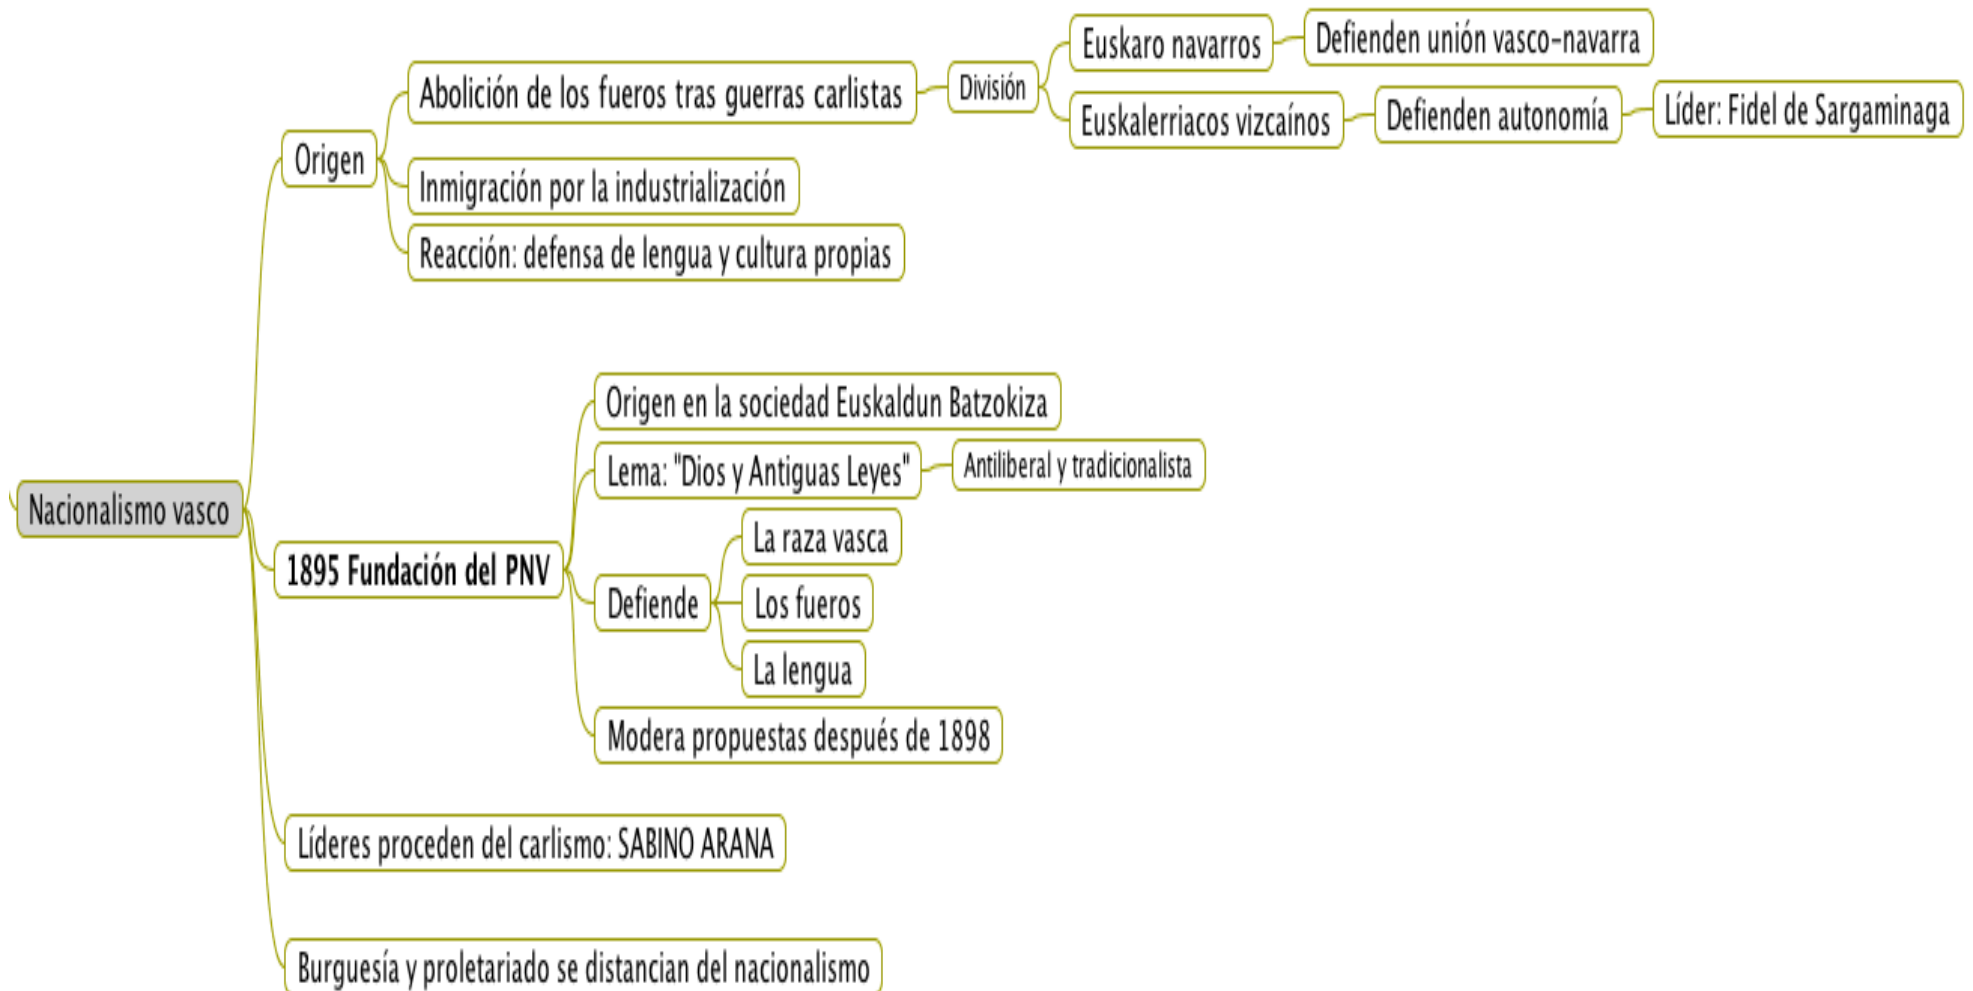 Nacionalismo vasco
Origen
Abolición de los fueros tras guerras carlistas
División
Euskaro navarros
Defienden unión vasco-navarra
Euskalerriacos vizcaínos
Defienden autonomía
Líder: Fidel de Sargaminaga
Inmigración por la industrialización
Reacción: defensa de lengua y cultura propias
1895 Fundación del PNV
Origen en la sociedad Euskaldun Batzokiza
Lema: "Dios y Antiguas Leyes"
Antiliberal y tradicionalista
Defiende
La raza vasca
Los fueros
La lengua
Modera propuestas después de 1898
Líderes proceden del carlismo: SABINO ARANA
Burguesía y proletariado se distancian del nacionalismo